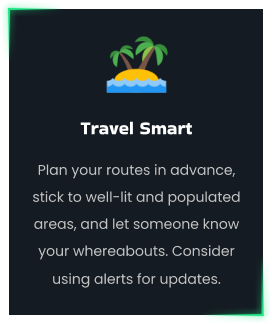 Travel Smart
Plan your routes in advance,
stick to well-lit and populated
areas, and let someone know
your whereabouts. Consider
using alerts for updates.